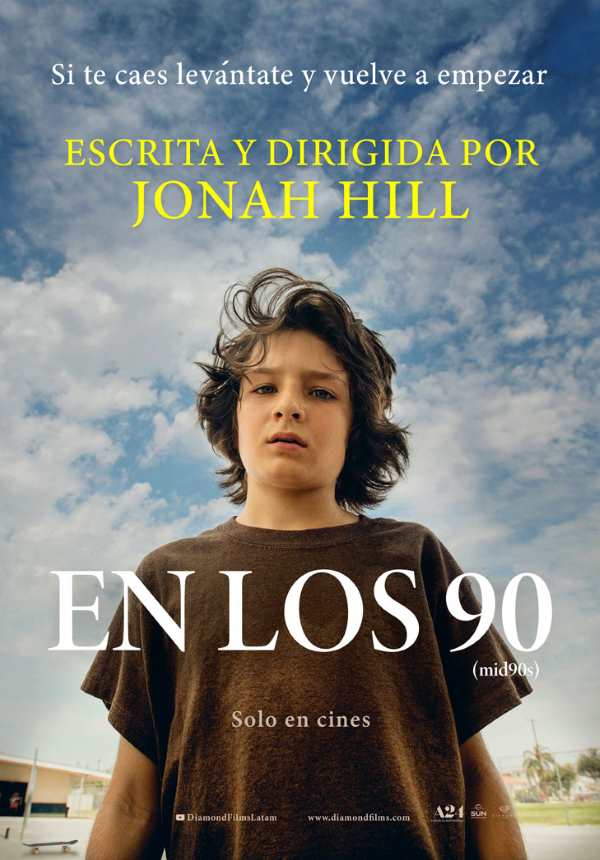 Si te caes levántate y vuelve a empezar
ESCRITA Y DIRIGIDA POR
JONAH HILL
EN LOS 90
(mid90s)
Solo en cines
DiamondFilmsLatam
www.diamondfilms.com
A24
SUN